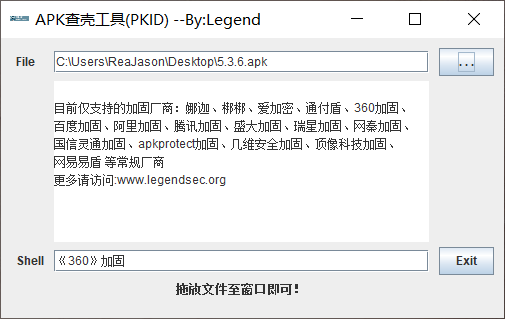 APK查壳工具(PKID) --By:Legend
File
C:\Users\ReaJason\Desktop\5.3.6.apk
...
目前仅支持的加固厂商：娜迦、梆梆、爱加密、通付盾、360加固、
百度加固、阿里加固、腾讯加固、盛大加固、瑞星加固、网秦加固、
国信灵通加固、apkprotect加固、几维安全加固、顶像科技加固、
网易易盾 等常规厂商
更多请访问:www.legendsec.org
Shell
《360》加固
Exit
拖放文件至窗口即可！